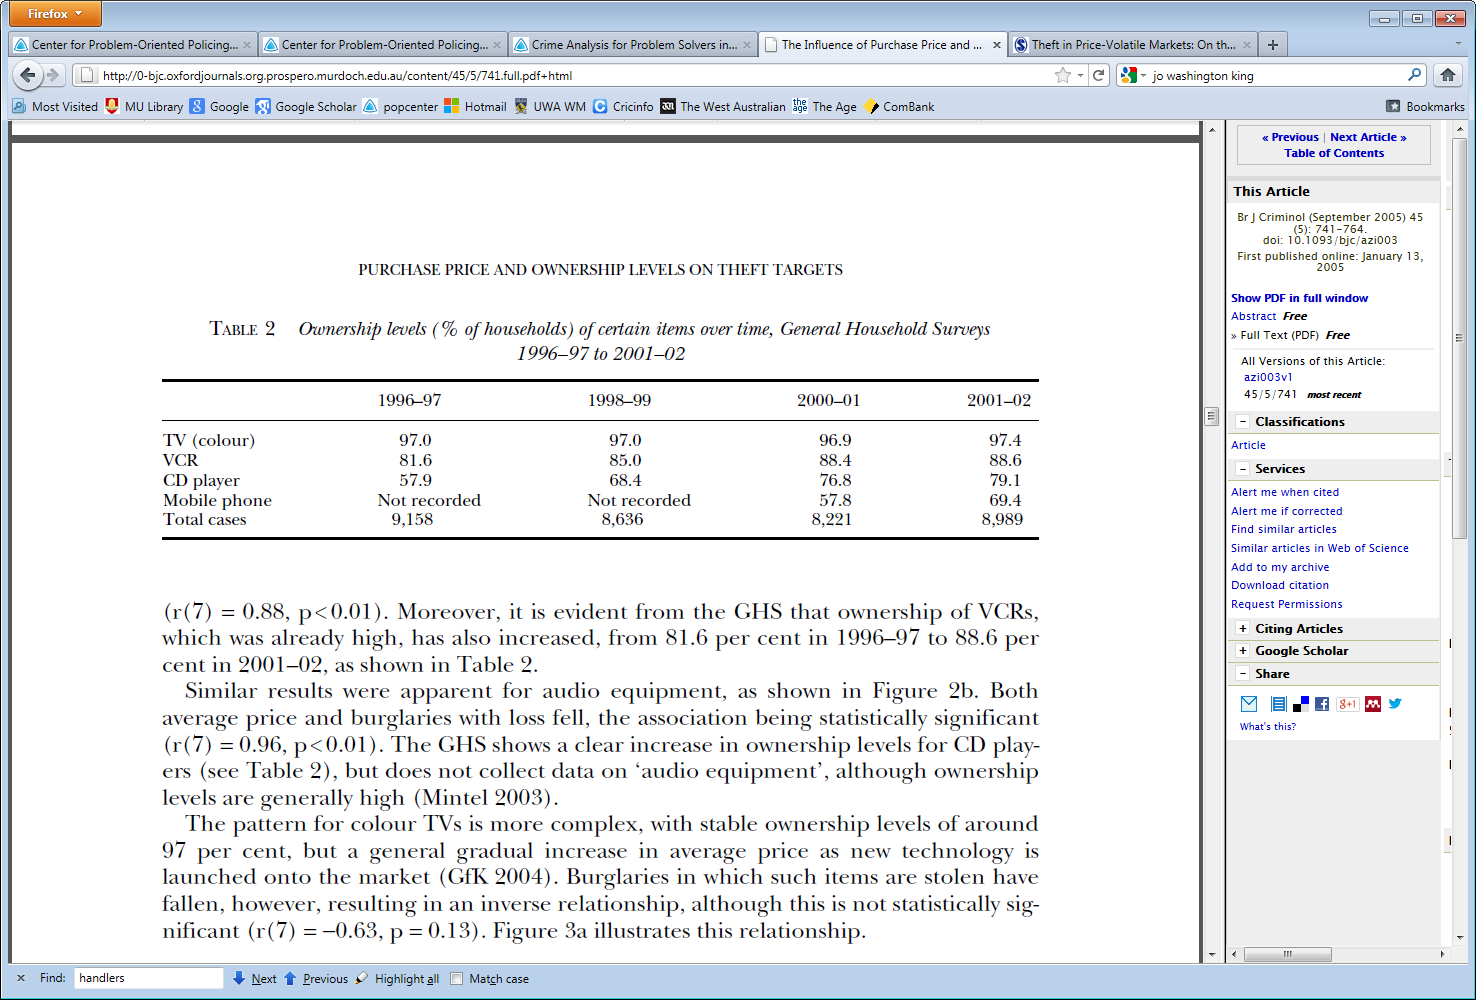 Firefox
Center for Problem-Oriented Policing...
Center for Problem-Oriented Policing...
Crime Analysis for Problem Solvers in...
The Influence of Purchase Price and ...
Theft in Price-Volatile Markets: On th...
http://0-bjc.oxfordjournals.org.prospero.murdoch.edu.au/content/45/5/741.full.pdf+html
jo washington king
Most Visited MU Library Google Google Scholar popcenter Hotmail UWA WM Cricinfo The West Australian The Age ComBank Bookmarks
PURCHASE PRICE AND OWNERSHIP LEVELS ON THEFT TARGETS
TABLE 2 Ownership levels (% of households) of certain items over time, General Household Surveys
1996–97 to 2001–02
1996–97 1998–99 2000–01 2001–02
TV (colour) 97.0 97.0 96.9 97.4
VCR 81.6 85.0 88.4 88.6
CD player 57.9 68.4 76.8 79.1
Mobile phone Not recorded Not recorded 57.8 69.4
Total cases 9,158 8,636 8,221 8,989
(r(7) = 0.88, p<0.01). Moreover, it is evident from the GHS that ownership of VCRs,
which was already high, has also increased, from 81.6 per cent in 1996–97 to 88.6 per
cent in 2001–02, as shown in Table 2.
Similar results were apparent for audio equipment, as shown in Figure 2b. Both
average price and burglaries with loss fell, the association being statistically significant
(r(7) = 0.96, p<0.01). The GHS shows a clear increase in ownership levels for CD play-
ers (see Table 2), but does not collect data on ‘audio equipment’, although ownership
levels are generally high (Mintel 2003).
The pattern for colour TVs is more complex, with stable ownership levels of around
97 per cent, but a general gradual increase in average price as new technology is
launched onto the market (GfK 2004). Burglaries in which such items are stolen have
fallen, however, resulting in an inverse relationship, although this is not statistically sig-
nificant (r(7) = –0.63, p = 0.13). Figure 3a illustrates this relationship.
« Previous | Next Article »
Table of Contents
This Article
Br J Criminol (September 2005) 45
(5): 741-764.
doi: 10.1093/bjc/azi003
First published online: January 13,
2005
Show PDF in full window
Abstract Free
» Full Text (PDF) Free
All Versions of this Article:
azi003v1
45/5/741 most recent
− Classifications
Article
− Services
Alert me when cited
Alert me if corrected
Find similar articles
Similar articles in Web of Science
Add to my archive
Download citation
Request Permissions
+ Citing Articles
+ Google Scholar
− Share
g+1
What's this?
× Find: handlers Next Previous Highlight all Match case